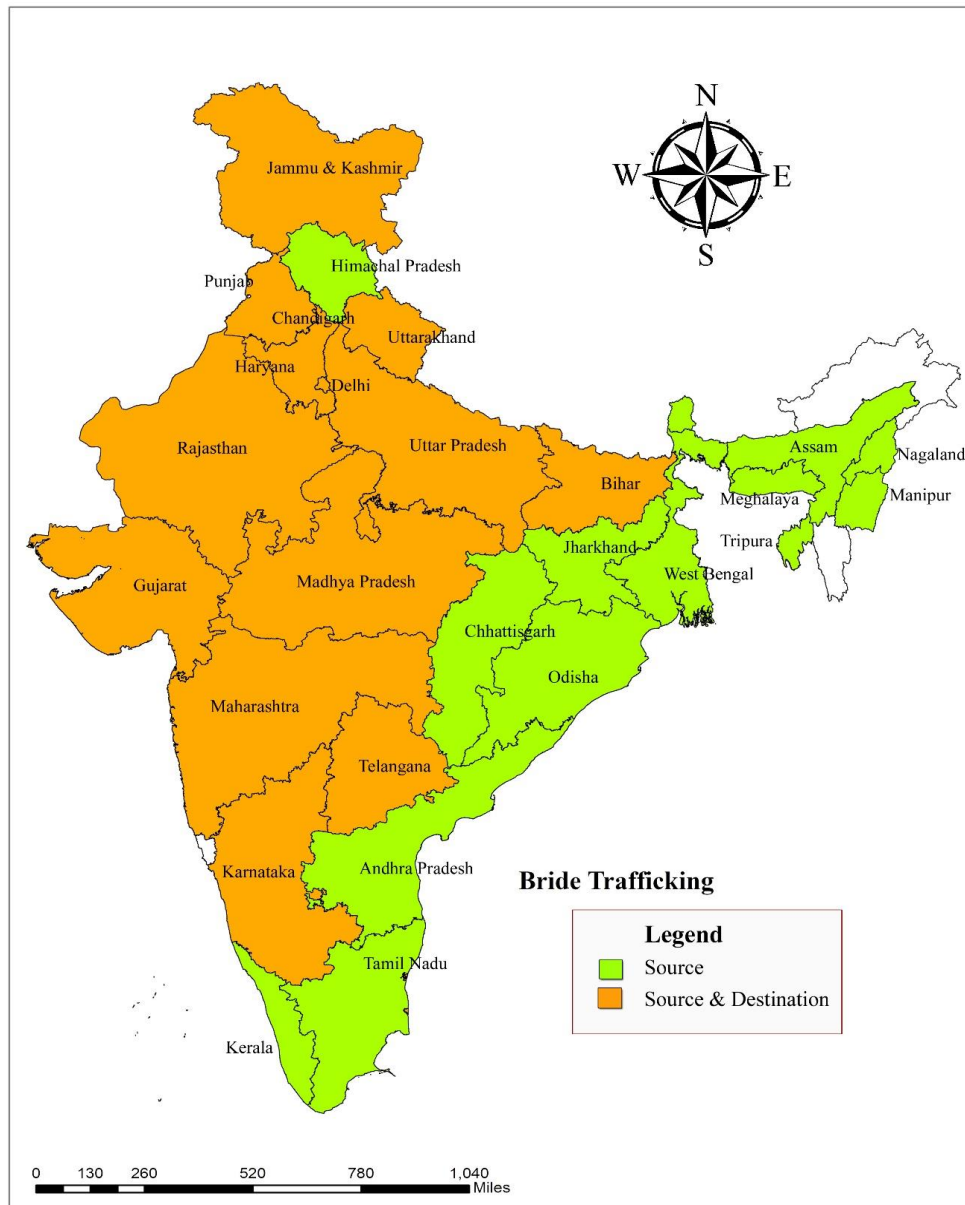 N
W
E
S
Jammu & Kashmir
Himachal Pradesh
Punjab
Chandigarh
Uttarakhand
Haryana
Delhi
Rajasthan
Uttar Pradesh
Bihar
Assam
Nagaland
Meghalaya
Manipur
Tripura
Jharkhand
West Bengal
Gujarat
Madhya Pradesh
Chhattisgarh
Odisha
Maharashtra
Telangana
Karnataka
Andhra Pradesh
Tamil Nadu
Kerala
Bride Trafficking
Legend
Source
Source & Destination
0 130 260 520 780 1,040
Miles